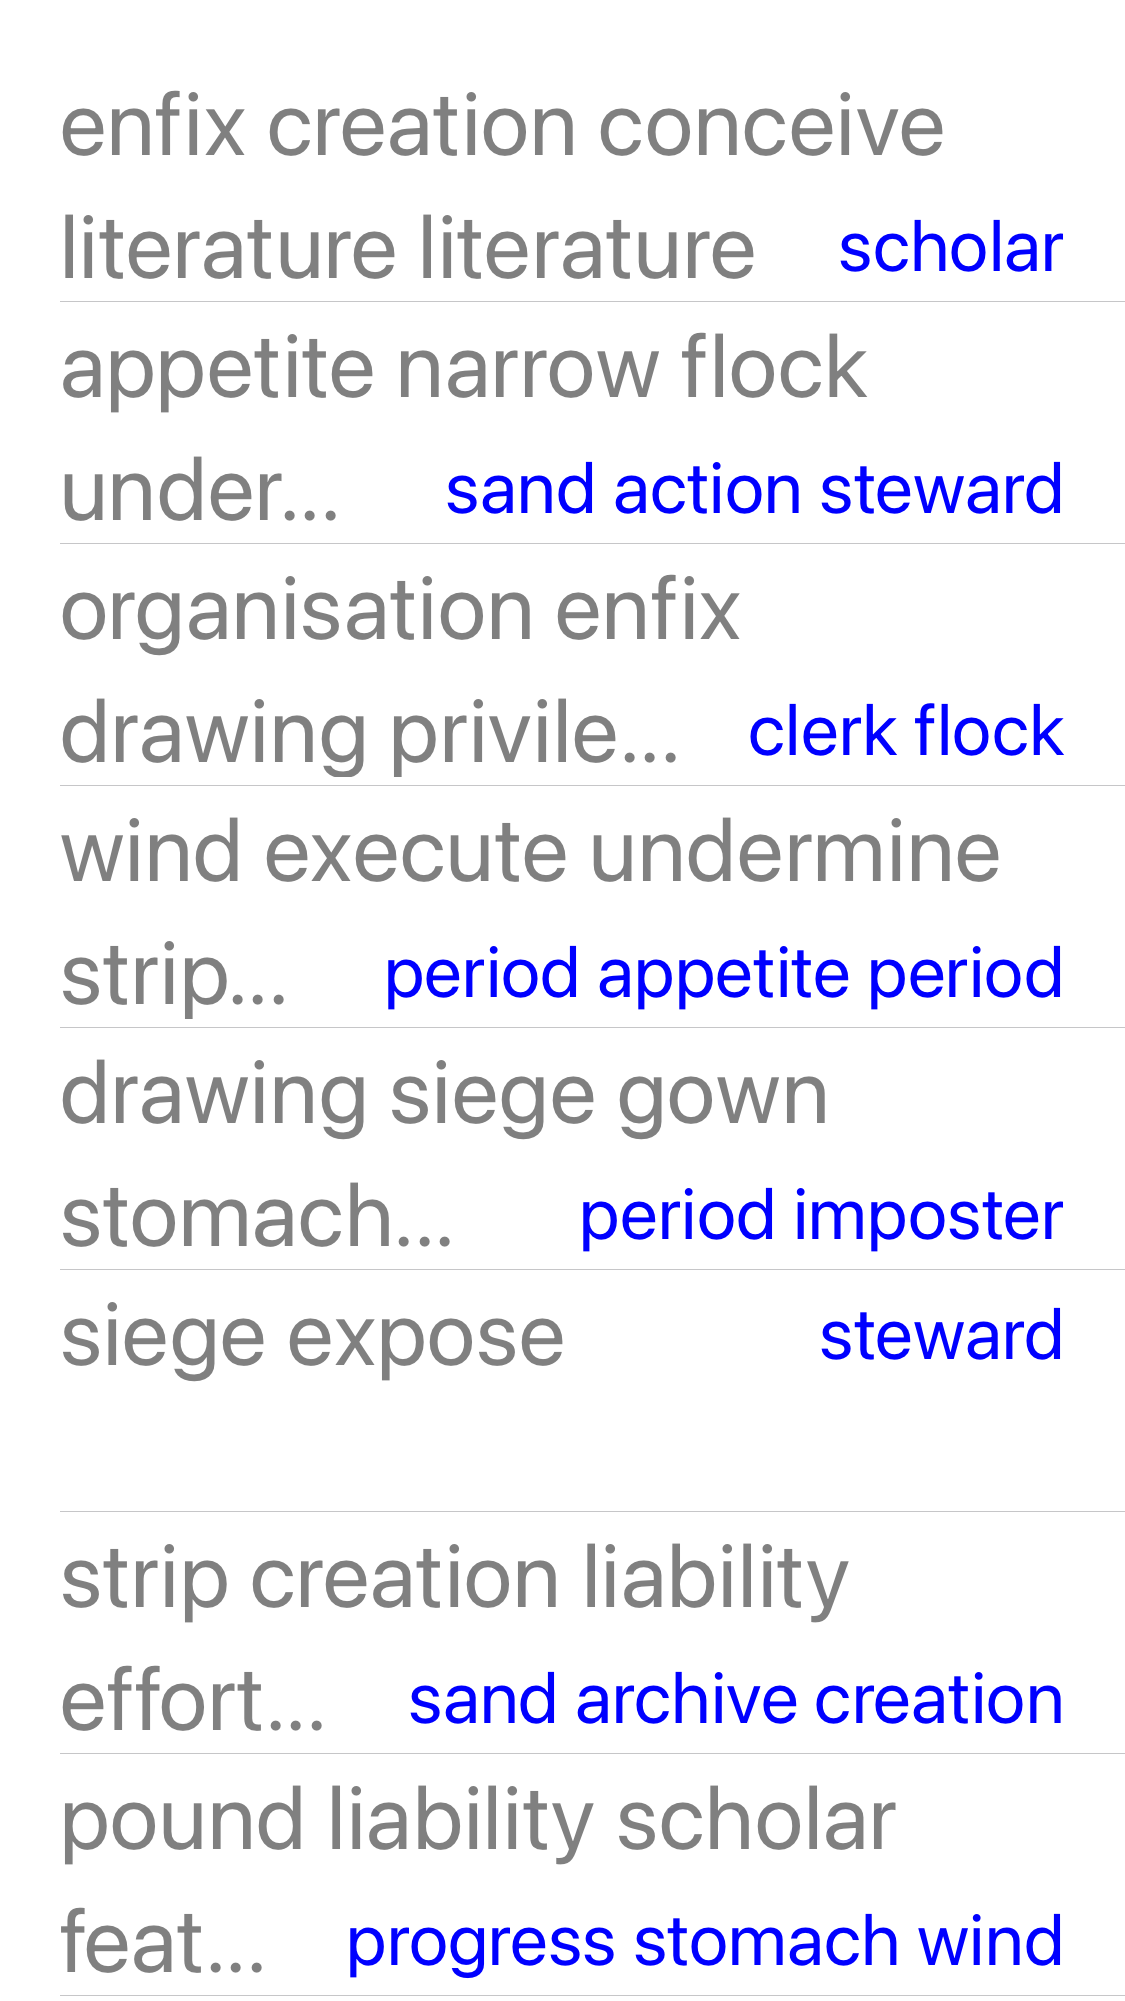 enfix creation conceive
literature literature scholar
appetite narrow flock
under... sand action steward
organisation enfix
drawing privile... clerk flock
wind execute undermine
strip... period appetite period
drawing siege gown
stomach... period imposter
siege expose steward
strip creation liability
effort... sand archive creation
pound liability scholar
feat... progress stomach wind